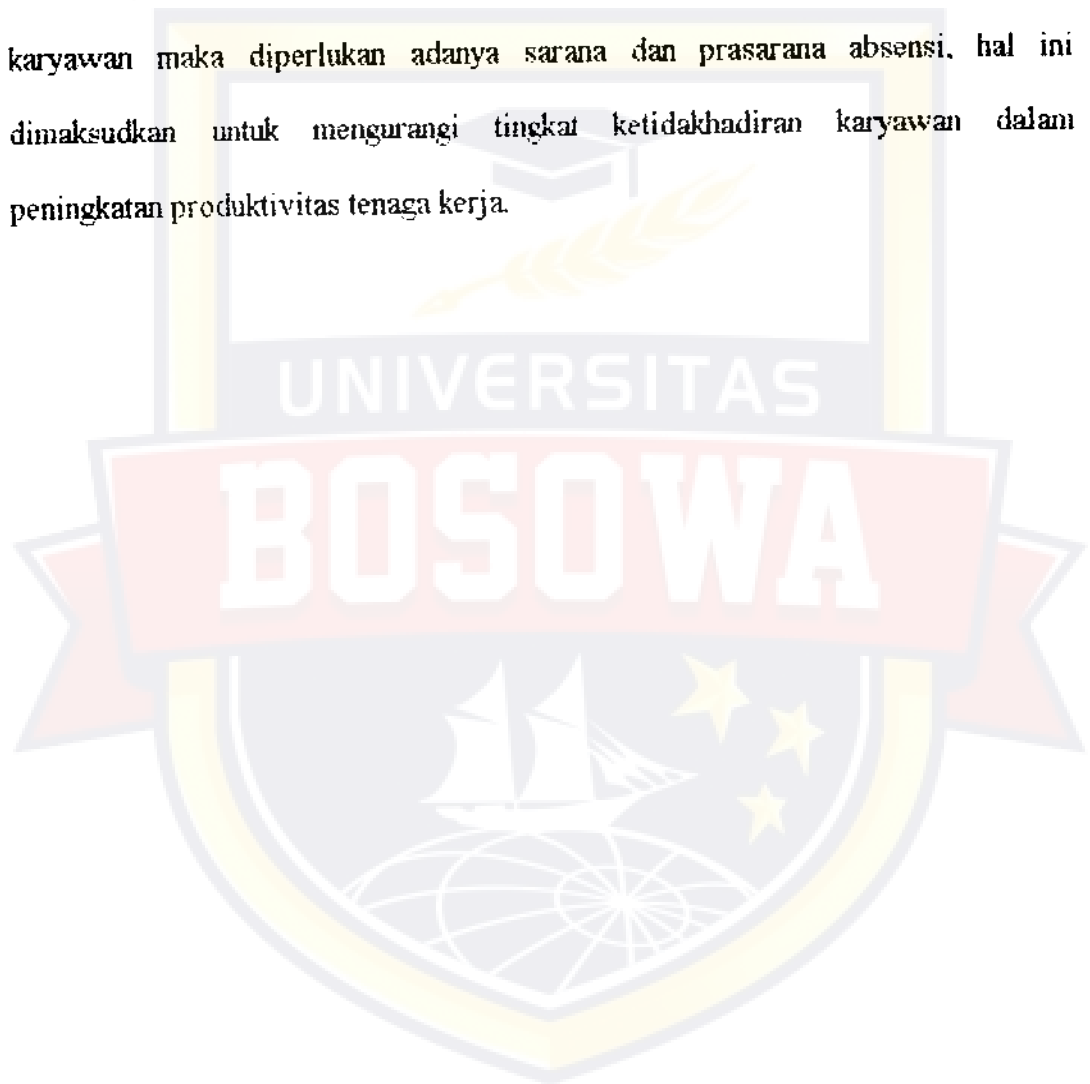 karyawan maka diperlukan adanya sarana dan prasarana absensi. hal ini
dimaksudkan untuk mengurangi tingkat ketidakhadiran karyawan dalam
peningkatan produktivitas tenaga kerja.
UNIVERSITAS
BOSOWA